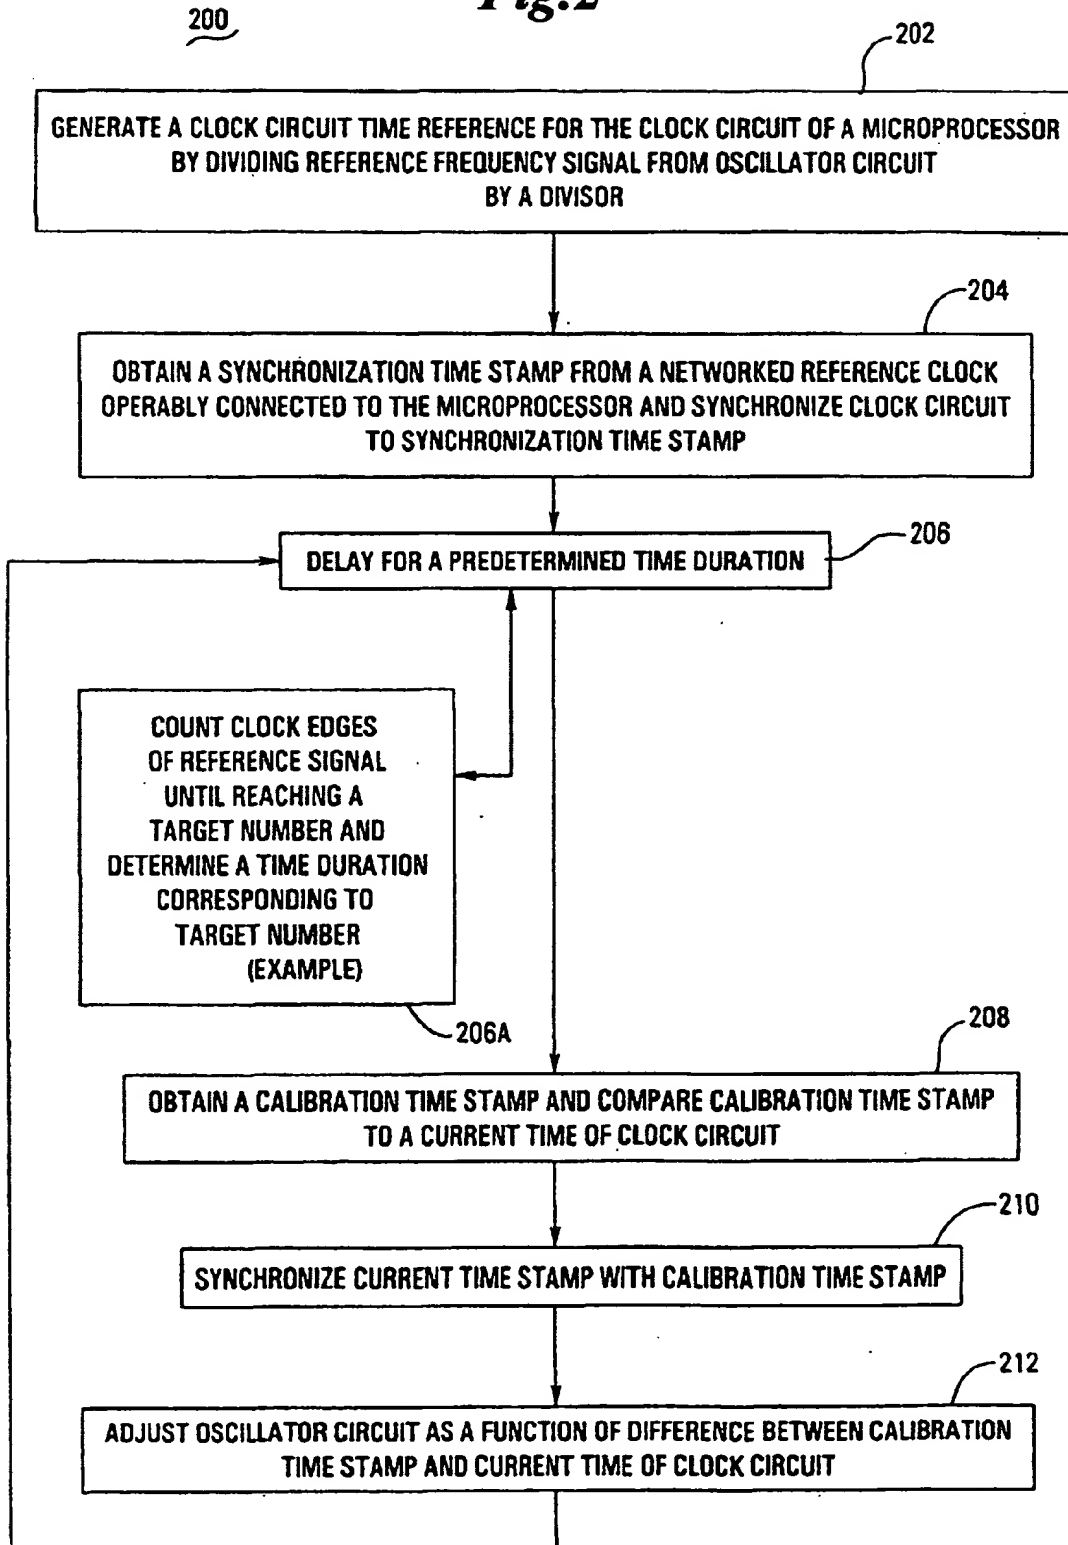 Fig.2
200
202
GENERATE A CLOCK CIRCUIT TIME REFERENCE FOR THE CLOCK CIRCUIT OF A MICROPROCESSOR
BY DIVIDING REFERENCE FREQUENCY SIGNAL FROM OSCILLATOR CIRCUIT
BY A DIVISOR
204
OBTAIN A SYNCHRONIZATION TIME STAMP FROM A NETWORKED REFERENCE CLOCK
OPERABLY CONNECTED TO THE MICROPROCESSOR AND SYNCHRONIZE CLOCK CIRCUIT
TO SYNCHRONIZATION TIME STAMP
206
DELAY FOR A PREDETERMINED TIME DURATION
COUNT CLOCK EDGES
OF REFERENCE SIGNAL
UNTIL REACHING A
TARGET NUMBER AND
DETERMINE A TIME DURATION
CORRESPONDING TO
TARGET NUMBER
(EXAMPLE)
206A
208
OBTAIN A CALIBRATION TIME STAMP AND COMPARE CALIBRATION TIME STAMP
TO A CURRENT TIME OF CLOCK CIRCUIT
210
SYNCHRONIZE CURRENT TIME STAMP WITH CALIBRATION TIME STAMP
212
ADJUST OSCILLATOR CIRCUIT AS A FUNCTION OF DIFFERENCE BETWEEN CALIBRATION
TIME STAMP AND CURRENT TIME OF CLOCK CIRCUIT